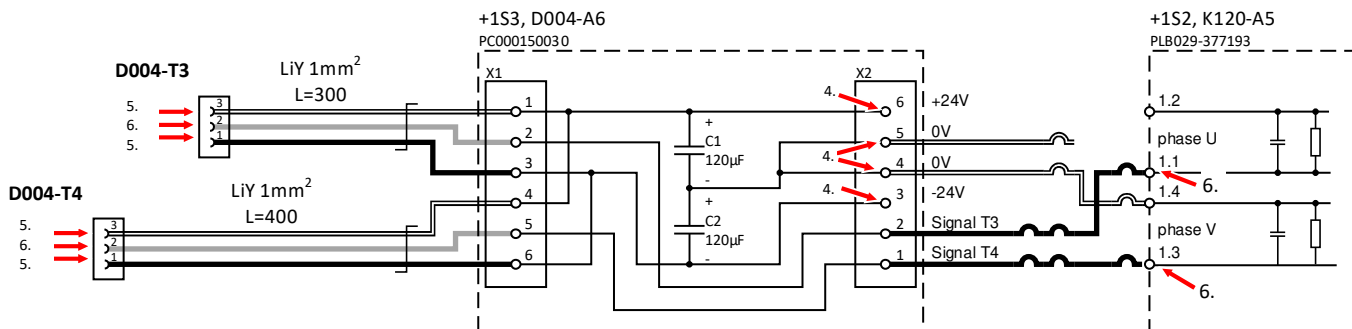 +1S3, D004-A6
PC000150030
+1S2, K120-A5
PLB029-377193
D004-T3
LiY 1mm²
L=300
5.
6.
5.
3
2
1
D004-T4
LiY 1mm²
L=400
5.
6.
5.
3
2
1
X1
1
2
3
4
5
6
+
C1
120µF
-
+
C2
120µF
-
X2
4.
6
+24V
5
0V
4.
4
0V
4.
3
-24V
2
Signal T3
1
Signal T4
1.2
phase U
1.1
6.
1.4
phase V
1.3
6.